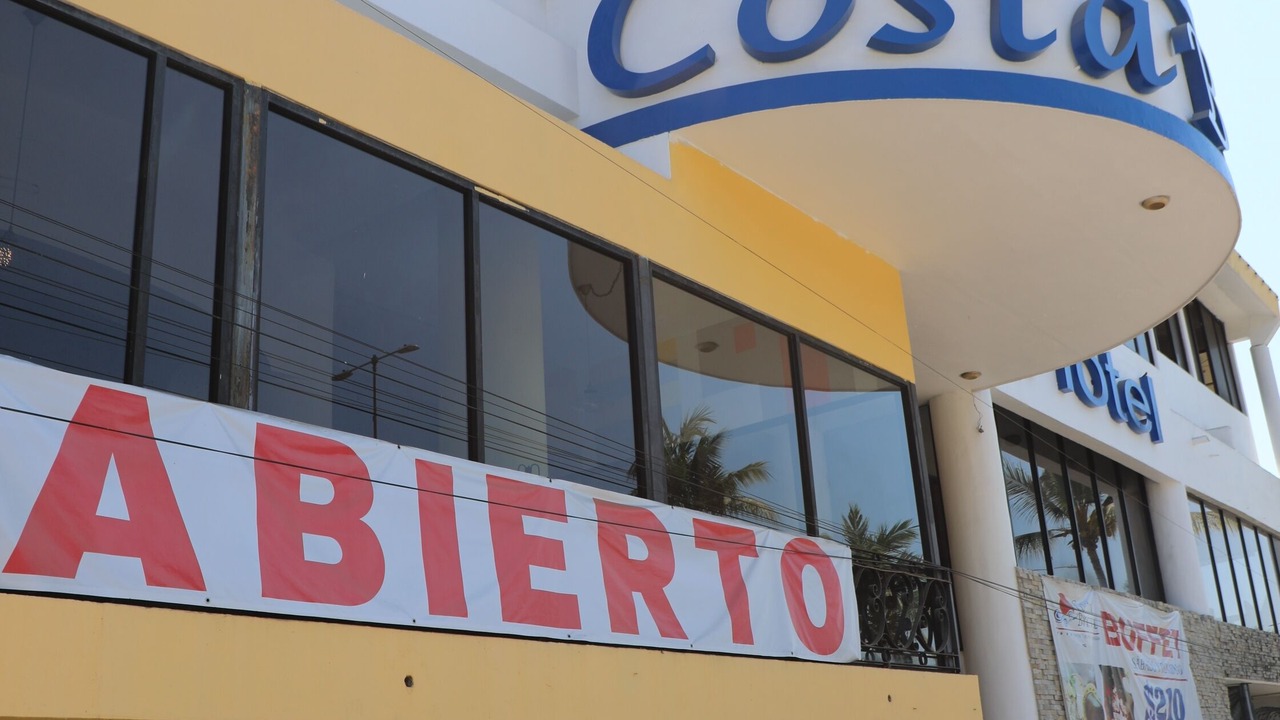 Costa
Hotel
ABIERTO
BUFFET
$210